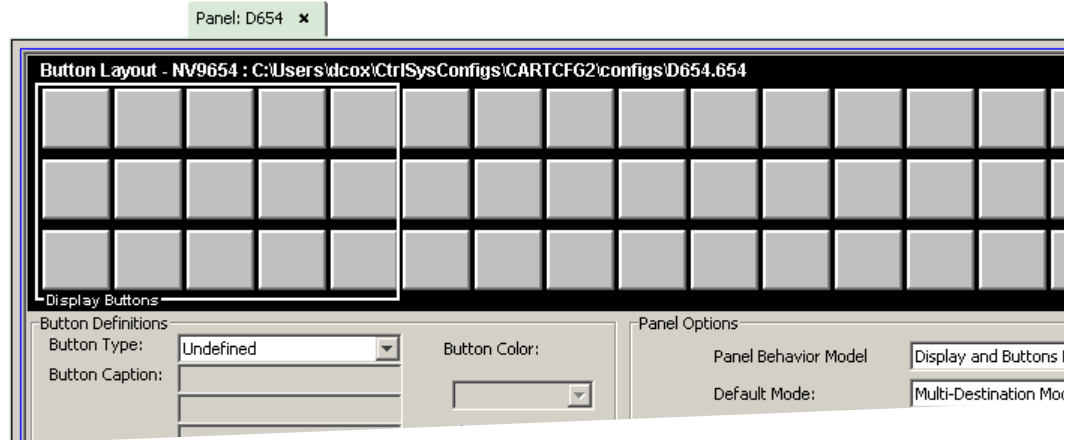 Panel: D654 ×
Button Layout - NV9654 : C:\Users\dcox\CtrlSysConfigs\CARTCFG2\configs\D654.654
Display Buttons
Button Definitions
Button Type:
Undefined
Button Color:
Button Caption:
Panel Options
Panel Behavior Model
Display and Buttons
Default Mode:
Multi-Destination